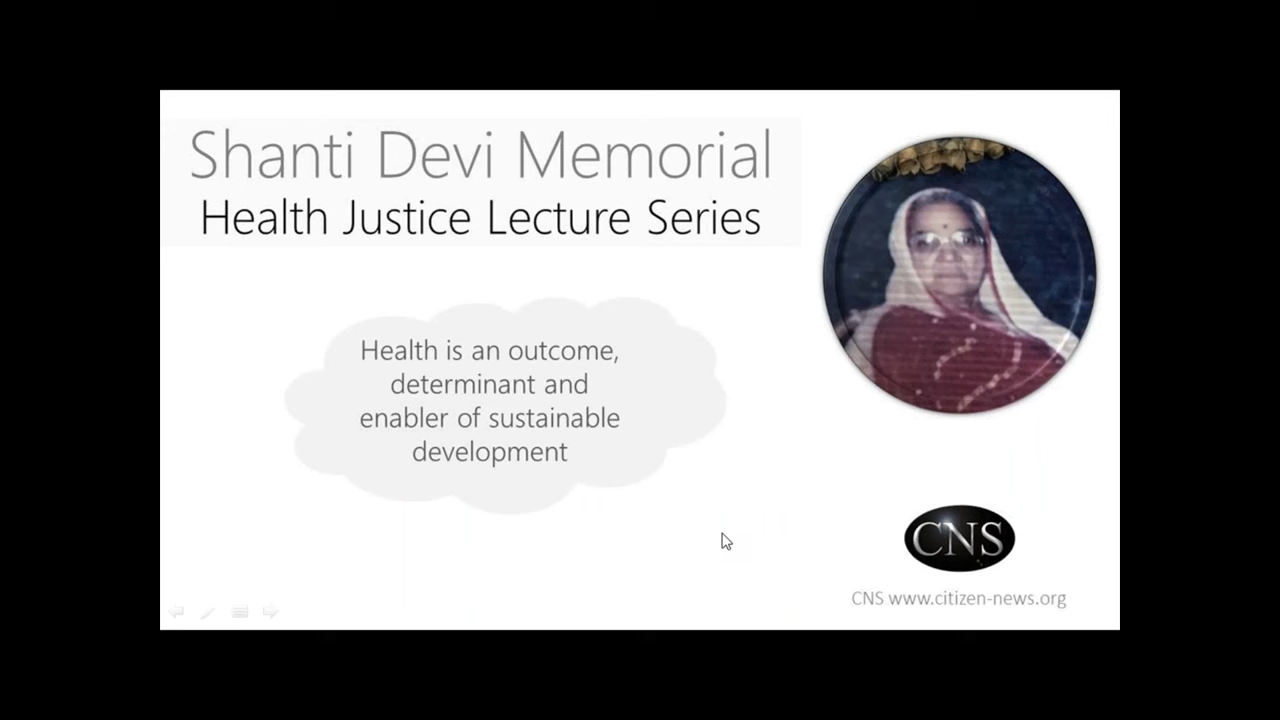 Shanti Devi Memorial
Health Justice Lecture Series
Health is an outcome,
determinant and
enabler of sustainable
development
CNS
CNS www.citizen-news.org